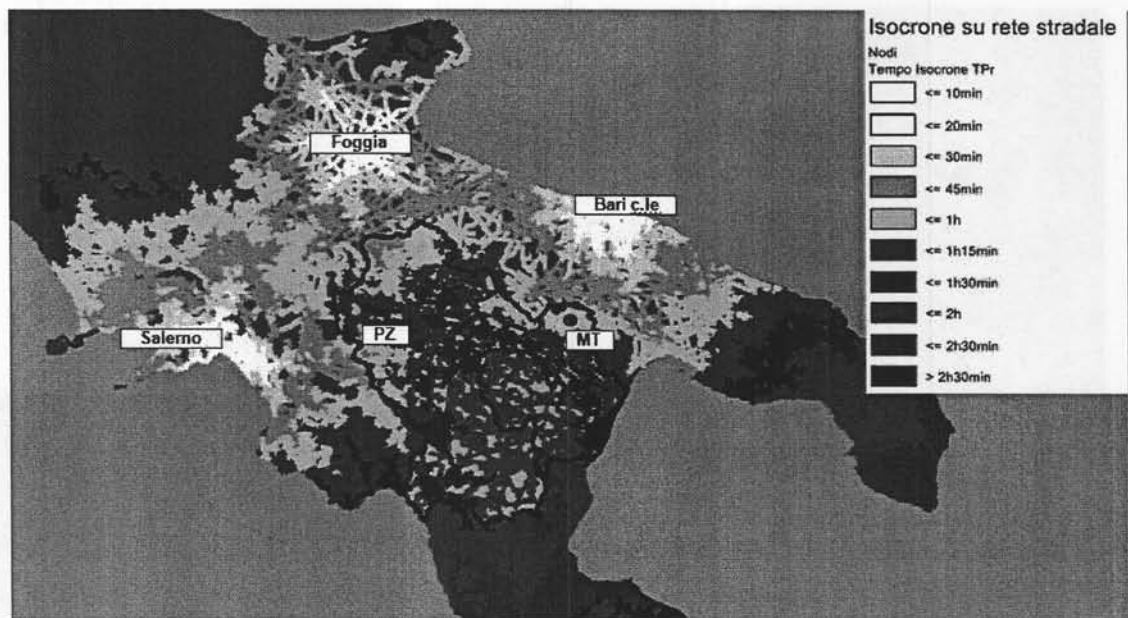 Isocrone su rete stradale
Nodi
Tempo Isocrone TPr
<= 10min
<= 20min
<= 30min
<= 45min
<= 1h
<= 1h15min
<= 1h30min
<= 2h
<= 2h30min
> 2h30min
Foggia
Bari c.le
Salerno
PZ
MT